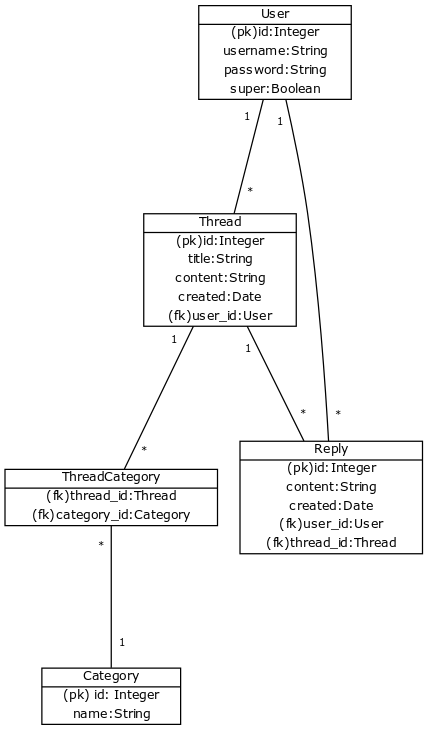 User
(pk)id:Integer
username:String
password:String
super:Boolean
1
1
*
Thread
(pk)id:Integer
title:String
content:String
created:Date
(fk)user_id:User
1
1
*
*
*
Reply
(pk)id:Integer
content:String
created:Date
(fk)user_id:User
(fk)thread_id:Thread
ThreadCategory
(fk)thread_id:Thread
(fk)category_id:Category
*
1
Category
(pk) id: Integer
name:String